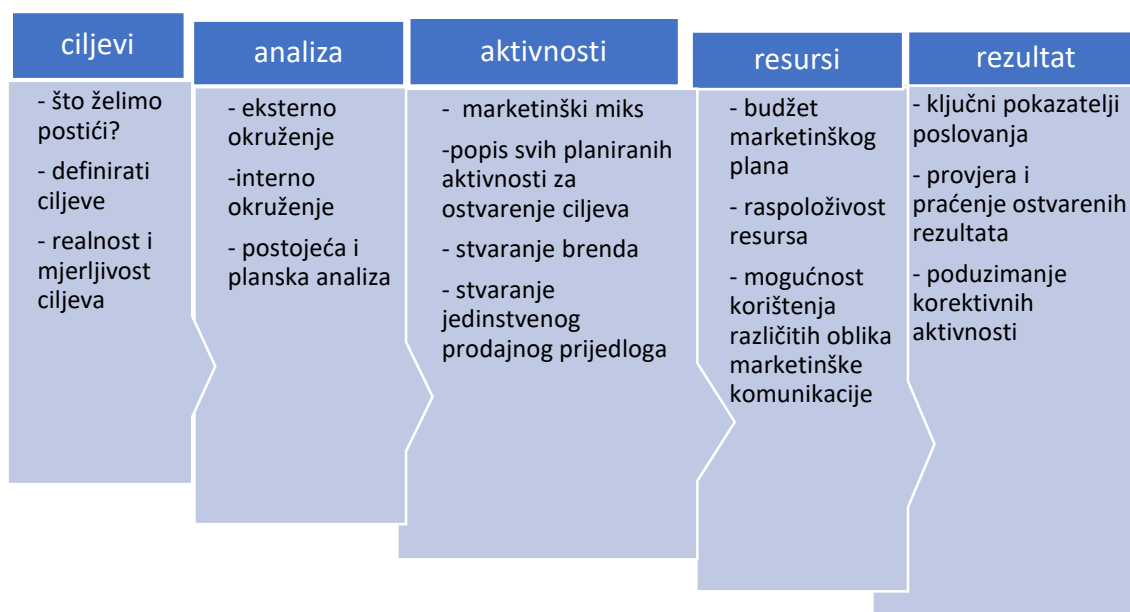 ciljevi
- što želimo
postići?
- definirati
ciljeve
- realnost i
mjerljivost
ciljeva
analiza
- eksterno
okruženje
-interno
okruženje
- postojeća i
planska analiza
aktivnosti
- marketinški miks
-popis svih planiranih
aktivnosti za
ostvarenje ciljeva
- stvaranje brenda
- stvaranje
jedinstvenog
prodajnog prijedloga
resursi
- budžet
marketinškog
plana
- raspoloživost
resursa
- mogućnost
korištenja
različitih oblika
marketinške
komunikacije
rezultat
- ključni pokazatelji
poslovanja
- provjera i
praćenje ostvarenih
rezultata
- poduzimanje
korektivnih
aktivnosti